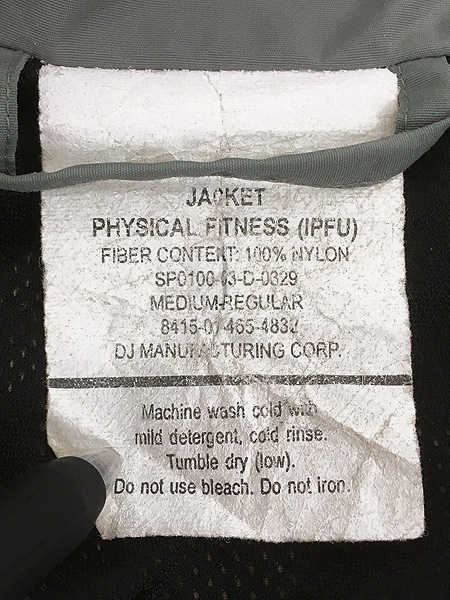 JACKET
PHYSICAL FITNESS (IPFU)
FIBER CONTENT: 100% NYLON
SP0100-03-D-0329
MEDIUM-REGULAR
8415-01-465-4832
DJ MANUFACTURING CORP.
Machine wash cold with
mild detergent, cold rinse.
Tumble dry (low).
Do not use bleach. Do not iron.